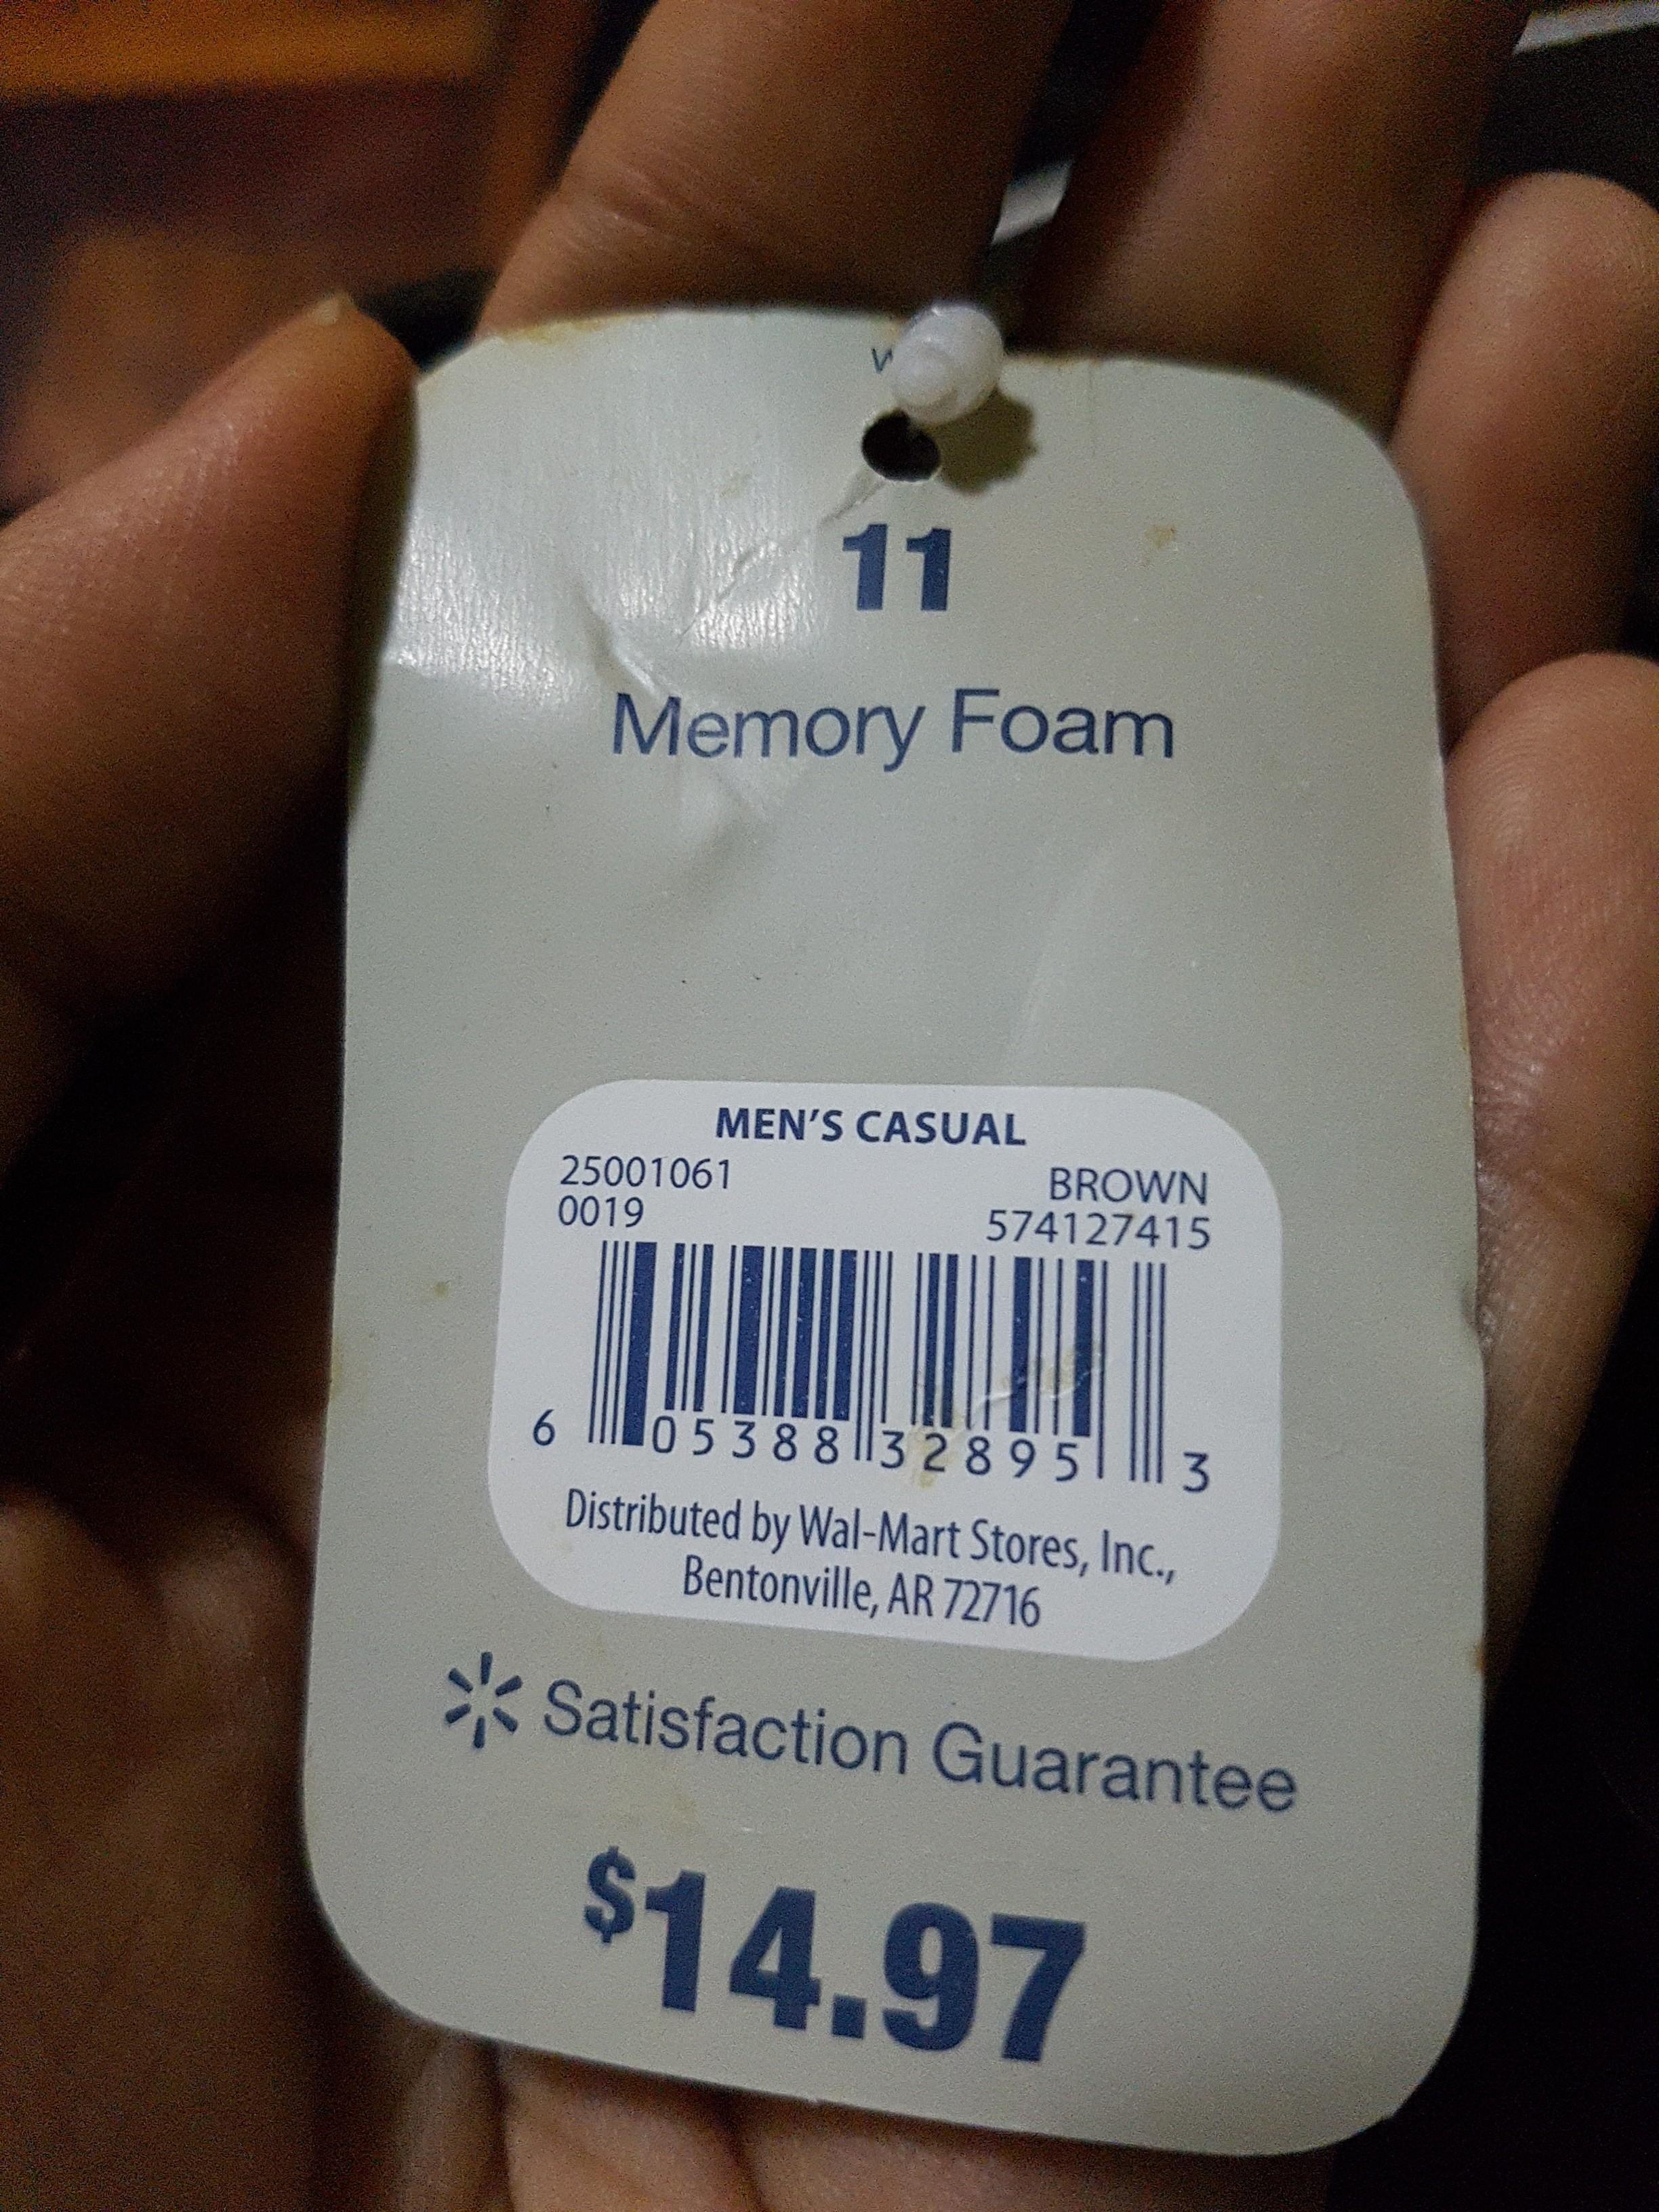 11
Memory Foam
MEN'S CASUAL
25001061 BROWN
0019 574127415
6 05388 32895 3
Distributed by Wal-Mart Stores, Inc.,
Bentonville, AR 72716
Satisfaction Guarantee
$14.97